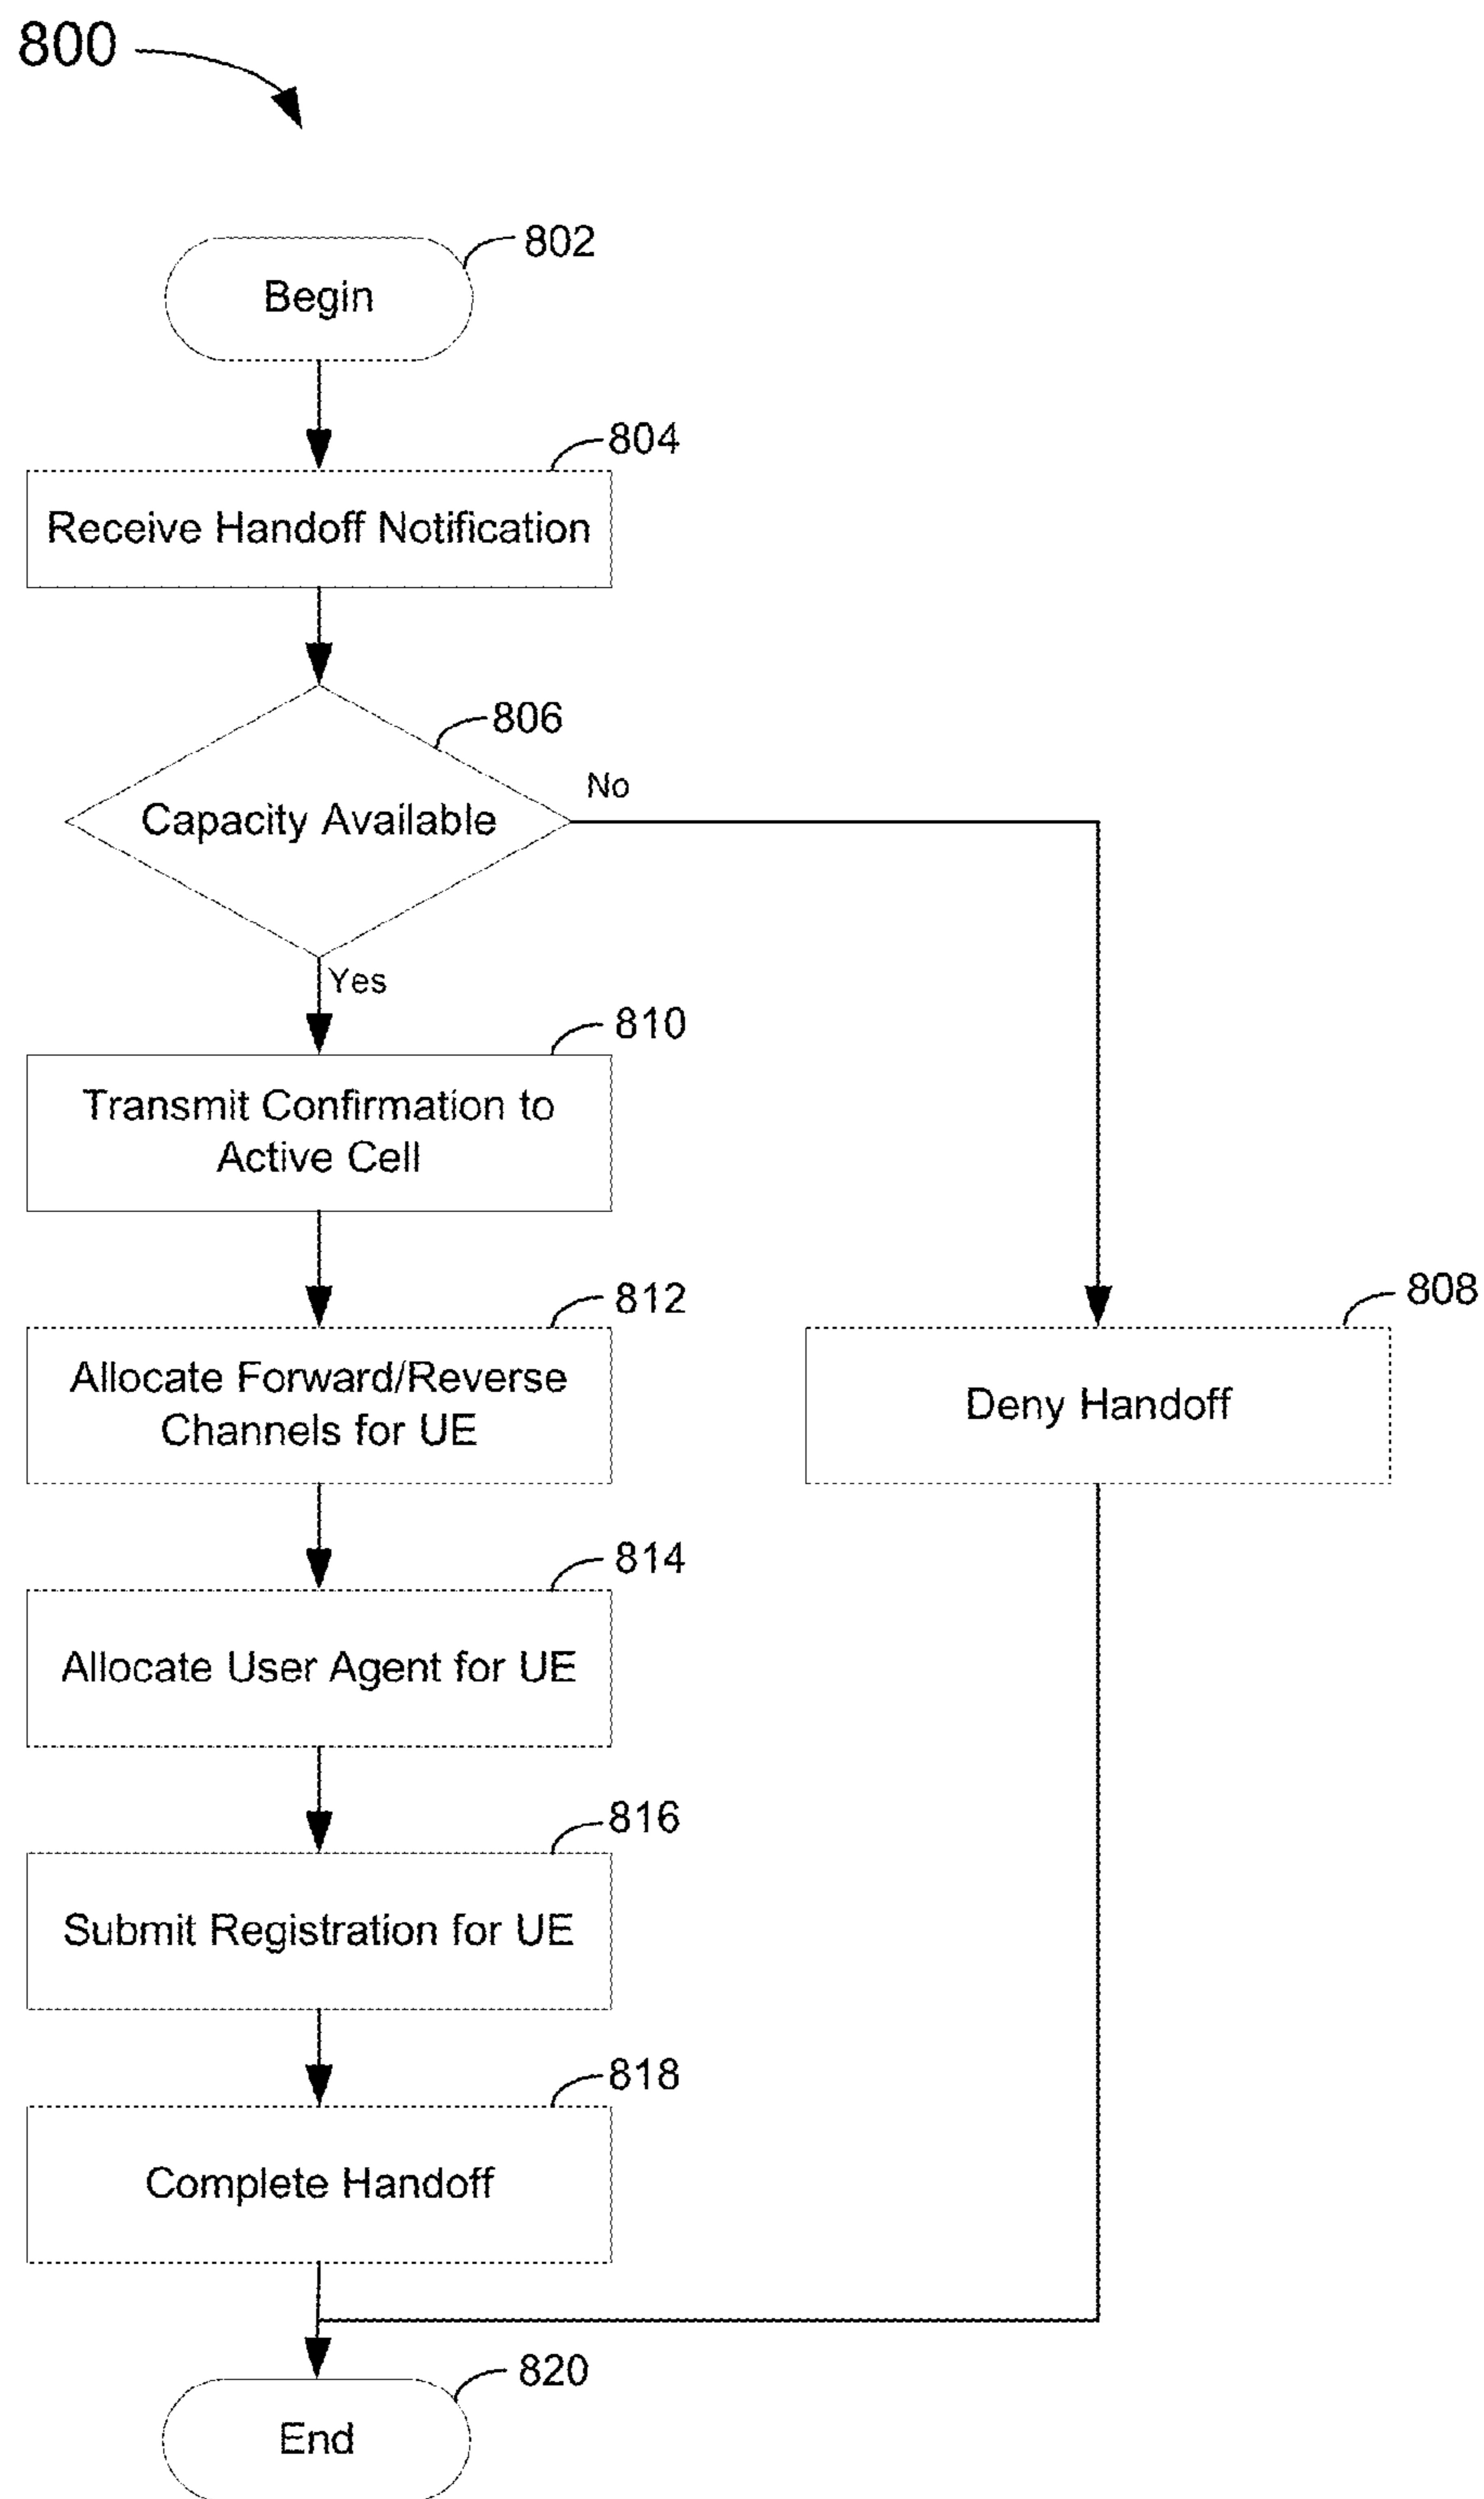 800
802
Begin
804
Receive Handoff Notification
806
No
Capacity Available
Yes
810
Transmit Confirmation to
Active Cell
812
Allocate Forward/Reverse
Channels for UE
808
Deny Handoff
814
Allocate User Agent for UE
816
Submit Registration for UE
818
Complete Handoff
820
End